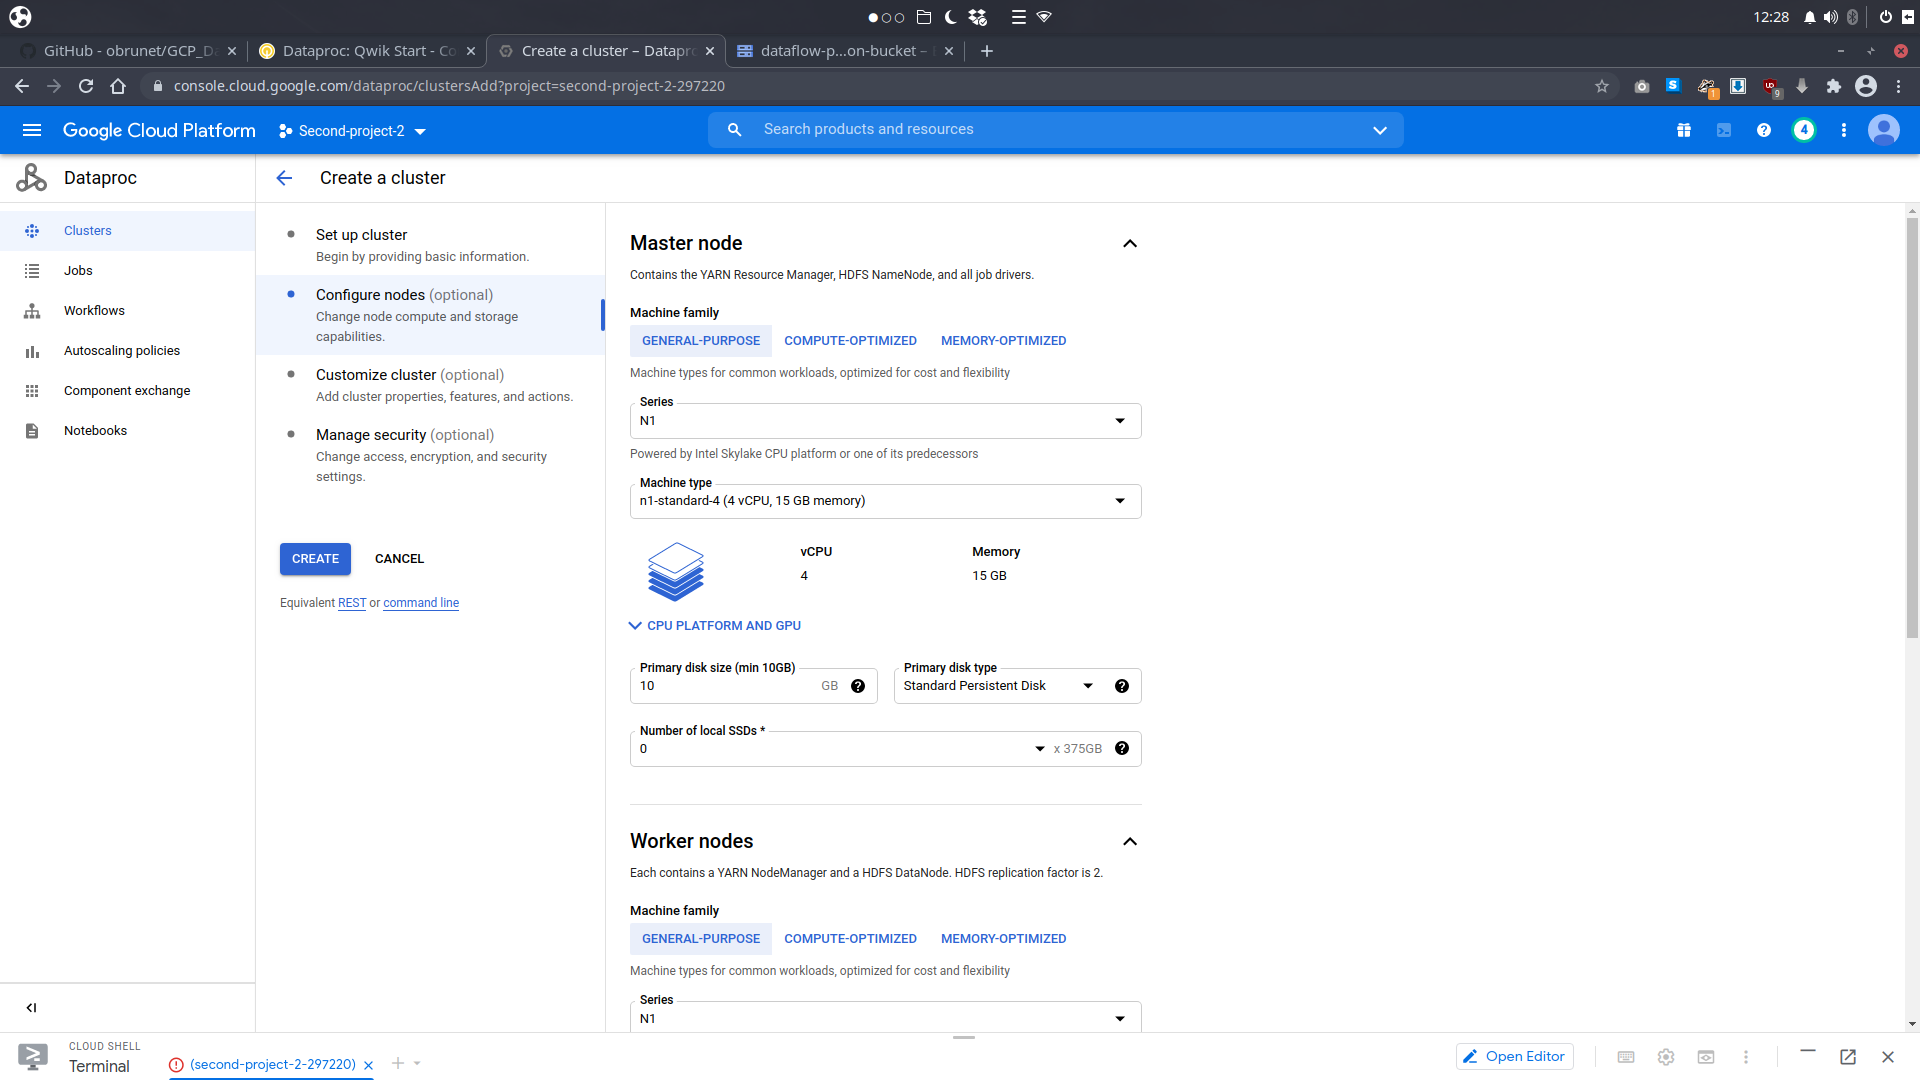 12:28
GitHub - obrunet/GCP_Da
Dataproc: Qwik Start - Co
Create a cluster – Datapro
dataflow-p...on-bucket –
console.cloud.google.com/dataproc/clustersAdd?project=second-project-2-297220
1
9
Google Cloud Platform
Second-project-2
Search products and resources
4
Dataproc
Create a cluster
Clusters
Jobs
Workflows
Autoscaling policies
Component exchange
Notebooks
Set up cluster
Begin by providing basic information.
Configure nodes (optional)
Change node compute and storage
capabilities.
Customize cluster (optional)
Add cluster properties, features, and actions.
Manage security (optional)
Change access, encryption, and security
settings.
CREATE
CANCEL
Equivalent REST or command line
Master node
Contains the YARN Resource Manager, HDFS NameNode, and all job drivers.
Machine family
GENERAL-PURPOSE COMPUTE-OPTIMIZED MEMORY-OPTIMIZED
Machine types for common workloads, optimized for cost and flexibility
Series
N1
Powered by Intel Skylake CPU platform or one of its predecessors
Machine type
n1-standard-4 (4 vCPU, 15 GB memory)
vCPU Memory
4 15 GB
CPU PLATFORM AND GPU
Primary disk size (min 10GB) Primary disk type
10 GB Standard Persistent Disk
Number of local SSDs *
0 x 375GB
Worker nodes
Each contains a YARN NodeManager and a HDFS DataNode. HDFS replication factor is 2.
Machine family
GENERAL-PURPOSE COMPUTE-OPTIMIZED MEMORY-OPTIMIZED
Machine types for common workloads, optimized for cost and flexibility
Series
N1
CLOUD SHELL
Terminal
(second-project-2-297220)
Open Editor